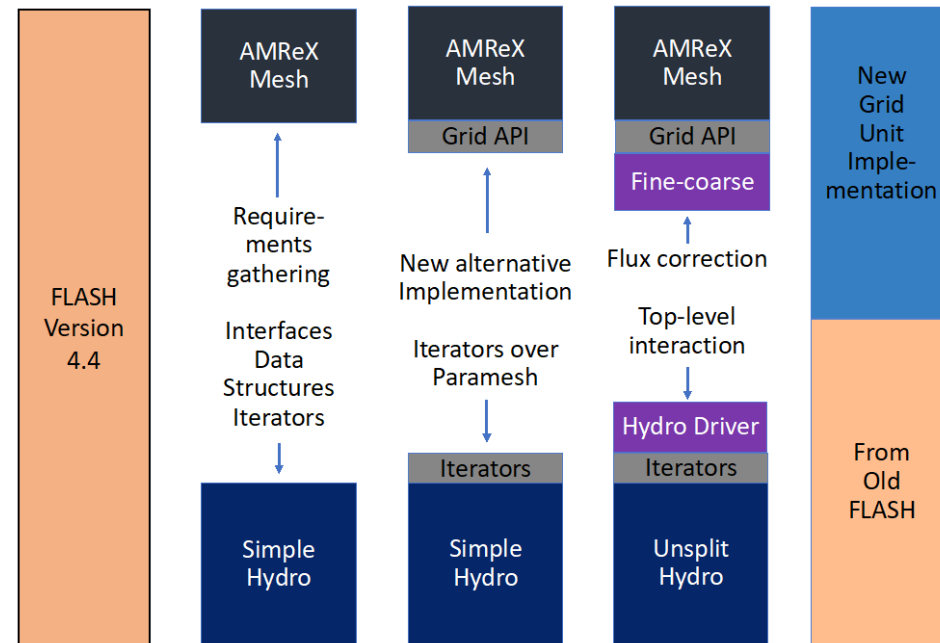 FLASH
Version
4.4
AMReX
Mesh
Require-
ments
gathering
Interfaces
Data
Structures
Iterators
Simple
Hydro
AMReX
Mesh
Grid API
New alternative
Implementation
Iterators over
Paramesh
Iterators
Simple
Hydro
AMReX
Mesh
Grid API
Fine-coarse
Flux correction
Top-level
interaction
Hydro Driver
Iterators
Unsplit
Hydro
New
Grid
Unit
Imple-
mentation
From
Old
FLASH